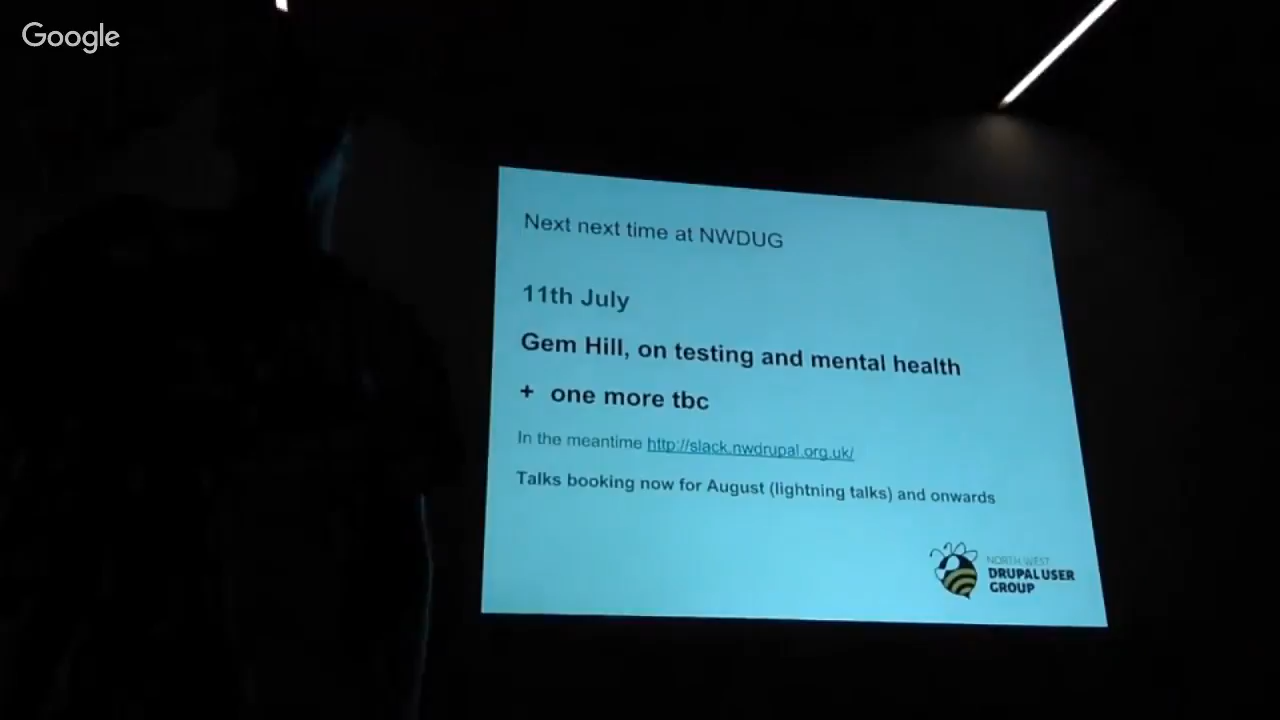 Google
Next next time at NWDUG
11th July
Gem Hill, on testing and mental health
+ one more tbc
In the meantime http://slack.nwdrupal.org.uk/
Talks booking now for August (lightning talks) and onwards
NORTH WEST
DRUPAL USER
GROUP